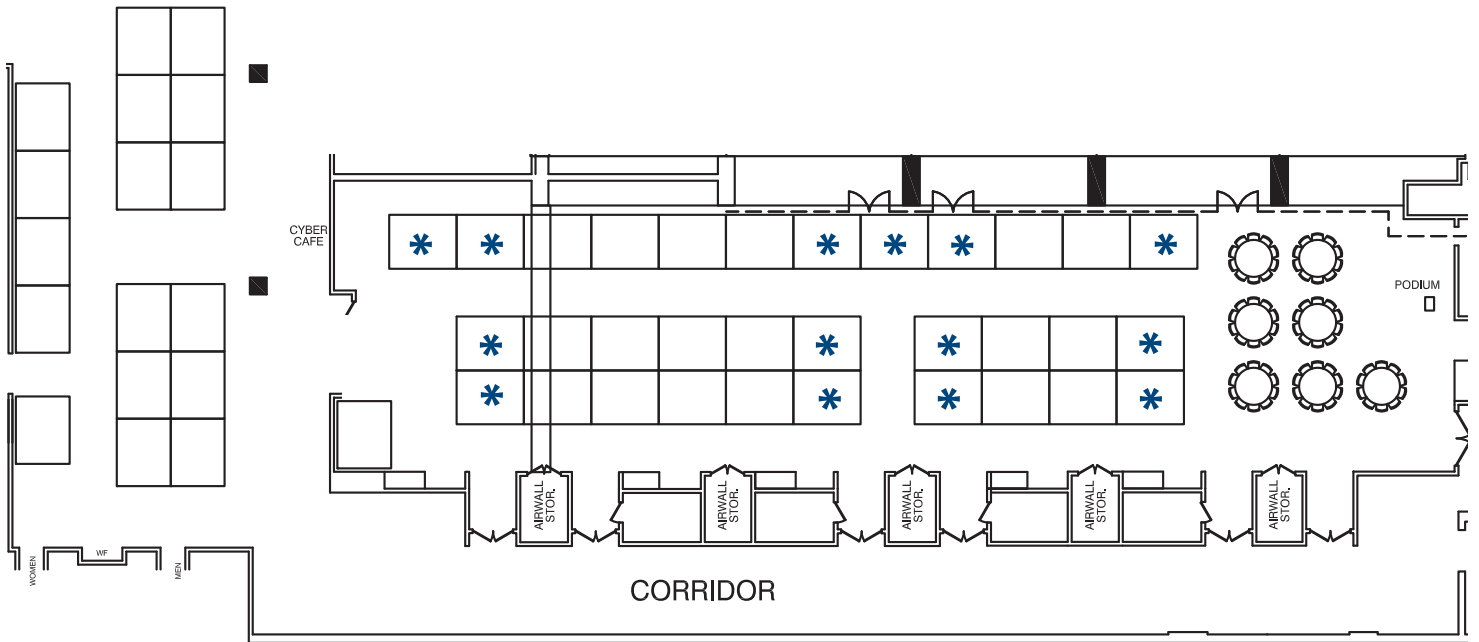 CYBER
CAFE
*
*
*
*
*
*
PODIUM
*
*
*
*
*
*
*
*
AIRWALL
STOR.
AIRWALL
STOR.
AIRWALL
STOR.
AIRWALL
STOR.
AIRWALL
STOR.
WOMEN
WF
MEN
CORRIDOR